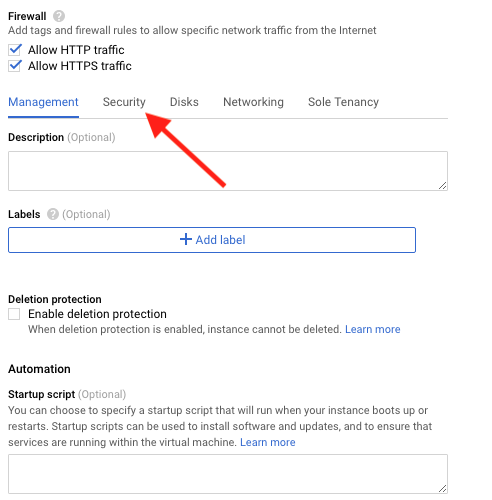 Firewall ?
Add tags and firewall rules to allow specific network traffic from the Internet
Allow HTTP traffic
Allow HTTPS traffic
Management Security Disks Networking Sole Tenancy
Description (Optional)
Labels ? (Optional)
+ Add label
Deletion protection
Enable deletion protection
When deletion protection is enabled, instance cannot be deleted. Learn more
Automation
Startup script (Optional)
You can choose to specify a startup script that will run when your instance boots up or
restarts. Startup scripts can be used to install software and updates, and to ensure that
services are running within the virtual machine. Learn more